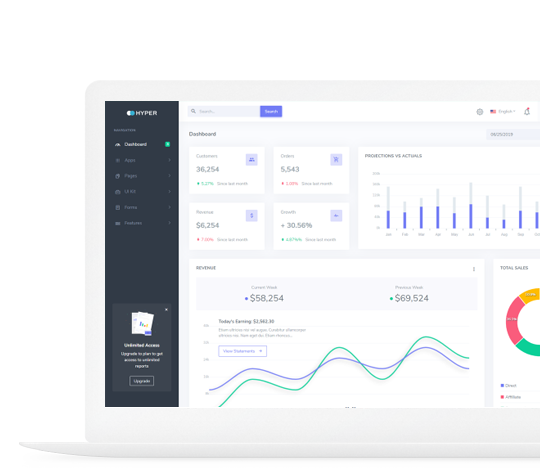 HYPER
Search...
Search
English
NAVIGATION
Dashboard
Apps
Pages
UI Kit
Forms
Features
Dashboard
Customers
36,254
5.27% Since last month
Orders
5,543
1.08% Since last month
Revenue
$6,254
7.00% Since last month
Growth
+ 30.56%
4.87% Since last month
PROJECTIONS VS ACTUALS
Jan Feb Mar Apr May Jun Jul Aug Sep Oct
REVENUE
Current Week
$58,254
Previous Week
$69,524
Today's Earning: $2,562.30
View Statements
TOTAL SALES
Direct
Affiliate
Unlimited Access
Upgrade to plan to get
access to unlimited
reports
Upgrade